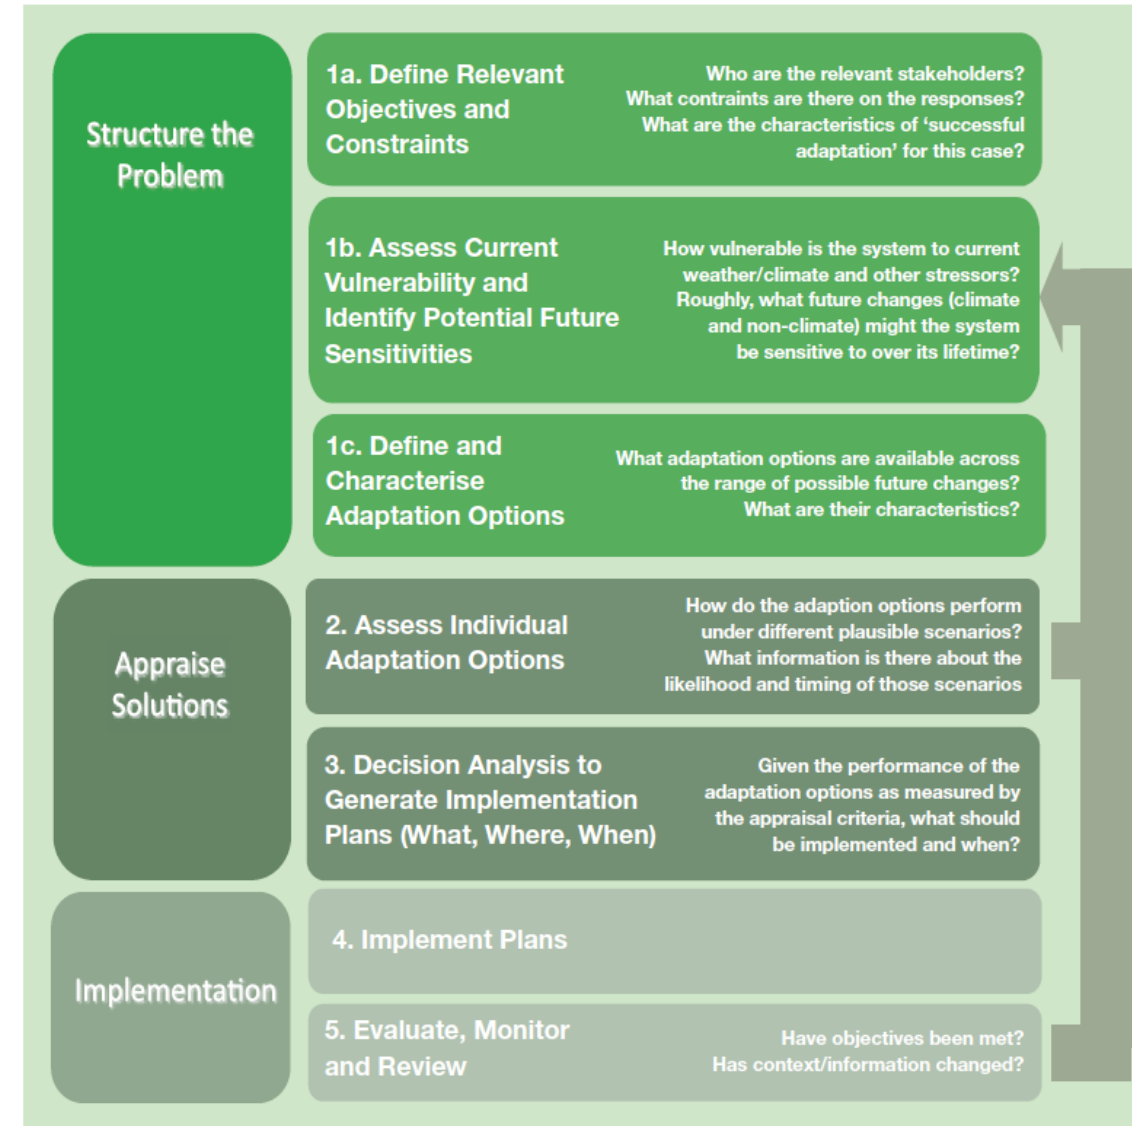 Structure the
Problem
1a. Define Relevant
Objectives and
Constraints
Who are the relevant stakeholders?
What contraints are there on the responses?
What are the characteristics of ‘successful
adaptation’ for this case?
1b. Assess Current
Vulnerability and
Identify Potential Future
Sensitivities
How vulnerable is the system to current
weather/climate and other stressors?
Roughly, what future changes (climate
and non-climate) might the system
be sensitive to over its lifetime?
1c. Define and
Characterise
Adaptation Options
What adaptation options are available across
the range of possible future changes?
What are their characteristics?
Appraise
Solutions
2. Assess Individual
Adaptation Options
How do the adaption options perform
under different plausible scenarios?
What information is there about the
likelihood and timing of those scenarios
3. Decision Analysis to
Generate Implementation
Plans (What, Where, When)
Given the performance of the
adaptation options as measured by
the appraisal criteria, what should
be implemented and when?
Implementation
4. Implement Plans
5. Evaluate, Monitor
and Review
Have objectives been met?
Has context/information changed?